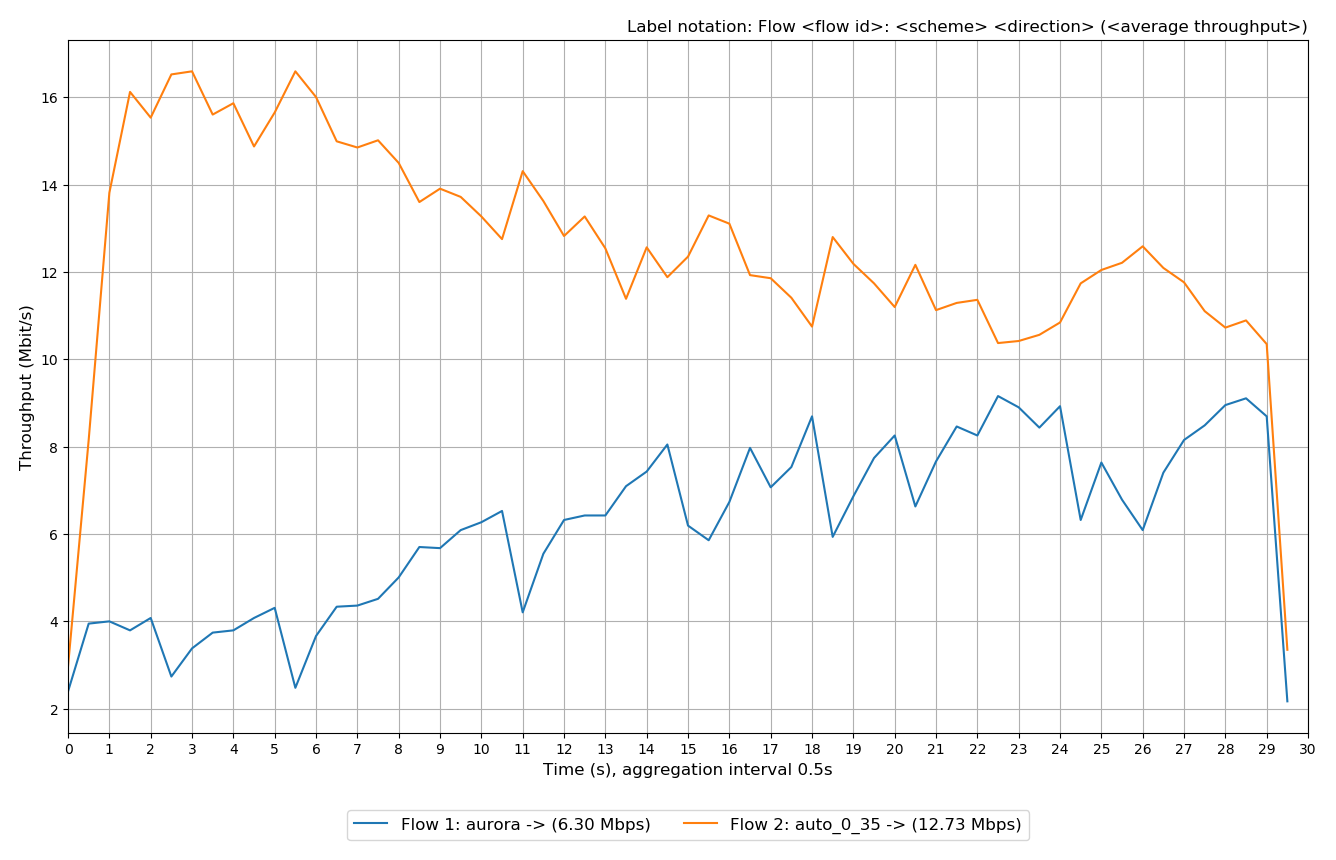 Label notation: Flow <flow id>: <scheme> <direction> (<average throughput>)
Throughput (Mbit/s)
16
14
12
10
8
6
4
2
0 1 2 3 4 5 6 7 8 9 10 11 12 13 14 15 16 17 18 19 20 21 22 23 24 25 26 27 28 29 30
Time (s), aggregation interval 0.5s
Flow 1: aurora -> (6.30 Mbps) Flow 2: auto_0_35 -> (12.73 Mbps)